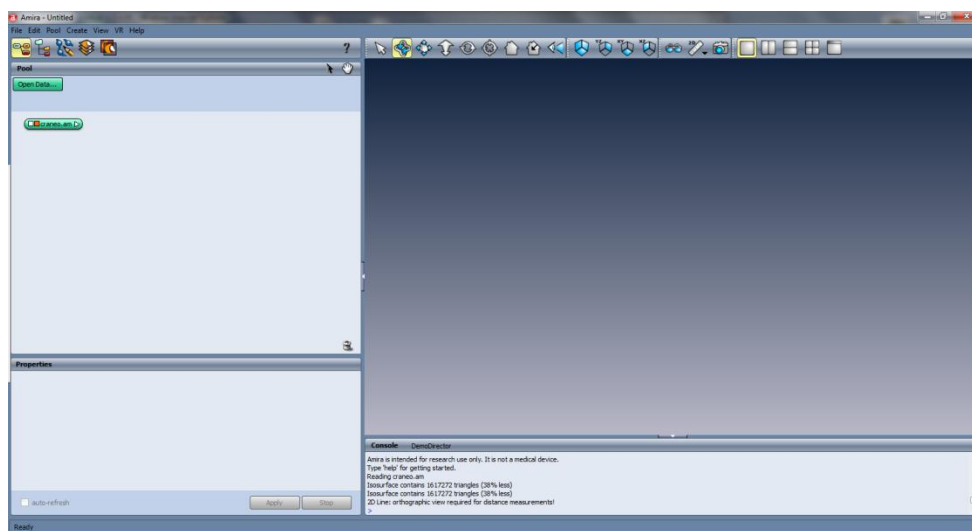 Amira - Untitled
File Edit Pool Create View VR Help
?
Pool
Open Data...
craneo.am
Properties
auto-refresh
Apply
Stop
Console DemoDirector
Amira is intended for research use only. It is not a medical device.
Type 'help' for getting started.
Reading craneo.am
Isosurface contains 1617272 triangles (38% less)
Isosurface contains 1617272 triangles (38% less)
2D Line: orthographic view required for distance measurements!
>
Ready